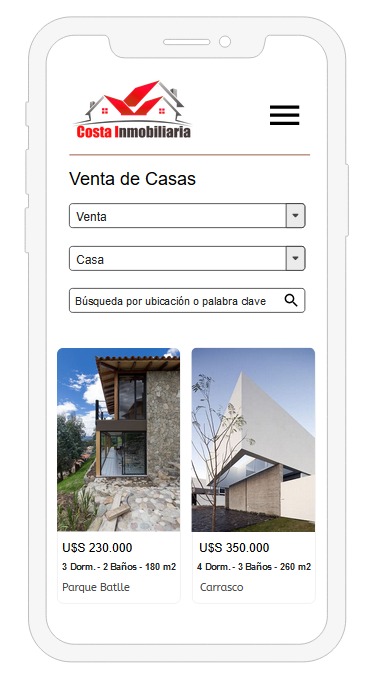 Costa Inmobiliaria
Venta de Casas
Venta
Casa
Búsqueda por ubicación o palabra clave
U$S 230.000
3 Dorm. - 2 Baños - 180 m2
Parque Batlle
U$S 350.000
4 Dorm. - 3 Baños - 260 m2
Carrasco